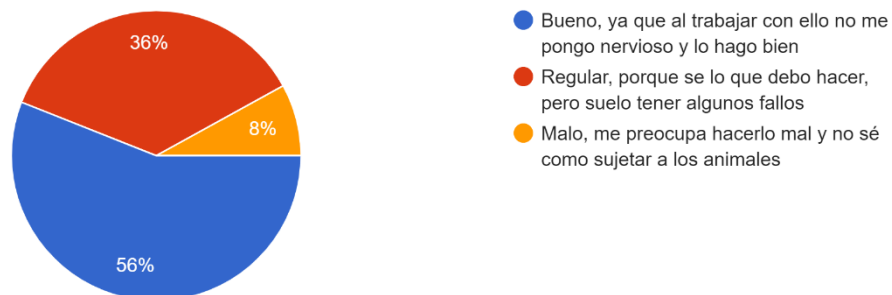 36%
8%
56%
Bueno, ya que al trabajar con ello no me
pongo nervioso y lo hago bien
Regular, porque se lo que debo hacer,
pero suelo tener algunos fallos
Malo, me preocupa hacerlo mal y no sé
como sujetar a los animales